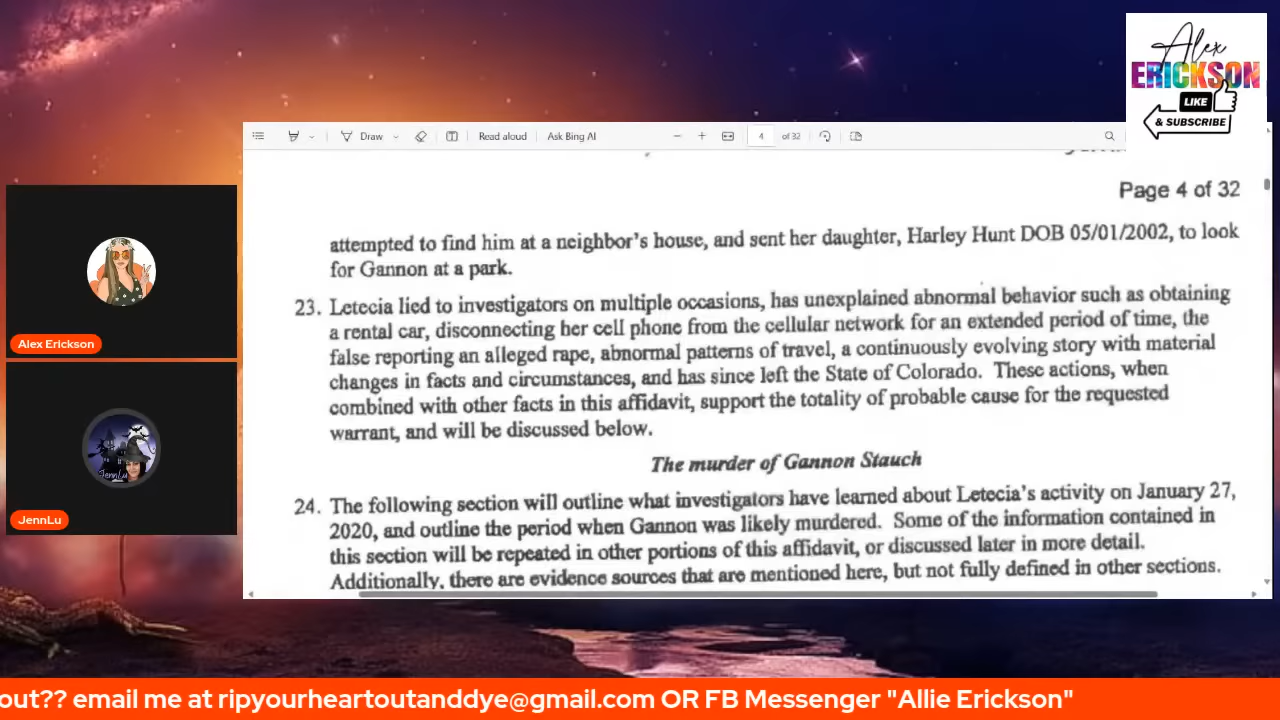 Alex
ERICKSON
LIKE
& SUBSCRIBE
Draw
Read aloud
Ask Bing AI
4
of 32
Page 4 of 32
attempted to find him at a neighbor's house, and sent her daughter, Harley Hunt DOB 05/01/2002, to look
for Gannon at a park.
23. Letecia lied to investigators on multiple occasions, has unexplained abnormal behavior such as obtaining
a rental car, disconnecting her cell phone from the cellular network for an extended period of time, the
false reporting an alleged rape, abnormal patterns of travel, a continuously evolving story with material
changes in facts and circumstances, and has since left the State of Colorado. These actions, when
combined with other facts in this affidavit, support the totality of probable cause for the requested
warrant, and will be discussed below.
The murder of Gannon Stauch
24. The following section will outline what investigators have learned about Letecia's activity on January 27,
2020, and outline the period when Gannon was likely murdered. Some of the information contained in
this section will be repeated in other portions of this affidavit, or discussed later in more detail.
Additionally, there are evidence sources that are mentioned here, but not fully defined in other sections.
Alex Erickson
JennLu
JennLu
out?? email me at ripyourheartoutanddye@gmail.com OR FB Messenger "Allie Erickson"